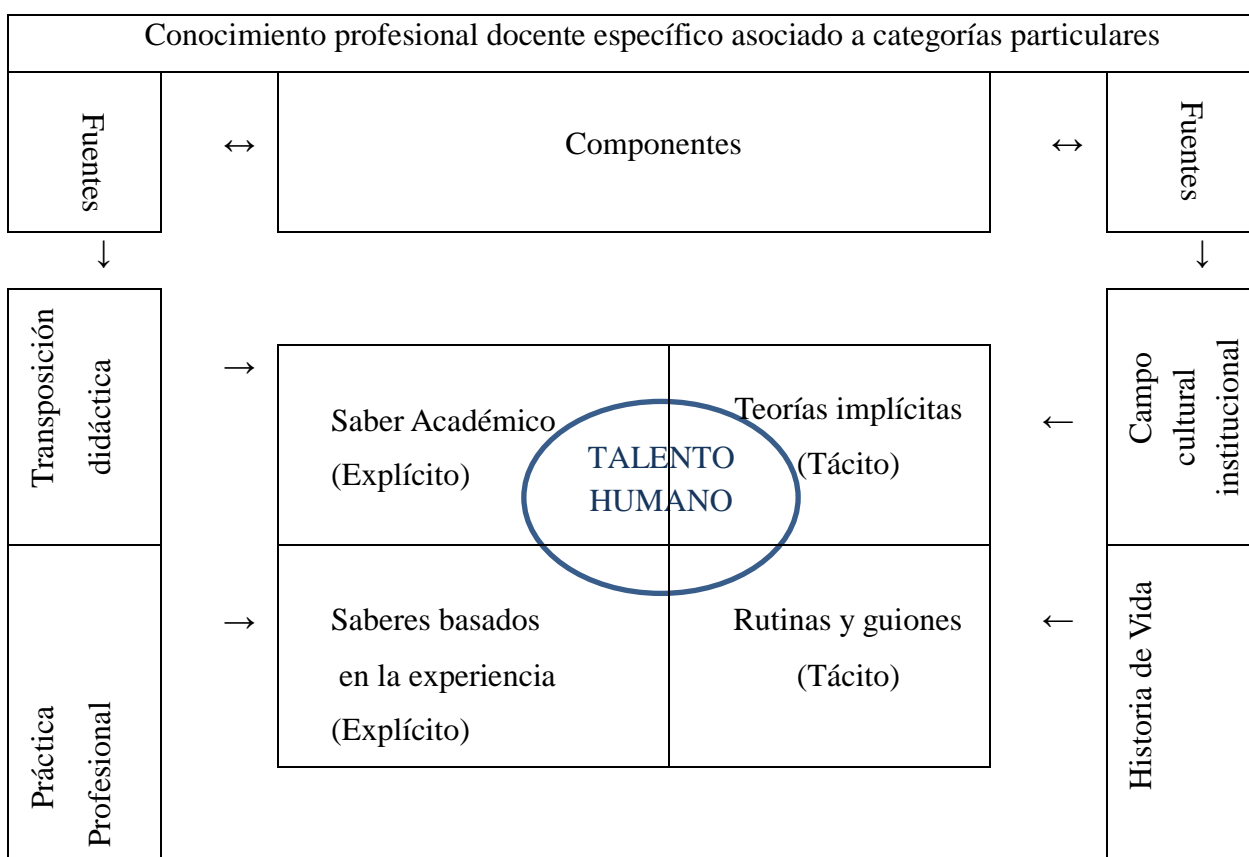 Conocimiento profesional docente específico asociado a categorías particulares
Fuentes
↔
Componentes
↔
Fuentes
↓
↓
Transposición
didáctica
→
Saber Académico
(Explícito)
Teorías implícitas
(Tácito)
TALENTO
HUMANO
←
Campo
cultural
institucional
Práctica
Profesional
→
Saberes basados
en la experiencia
(Explícito)
Rutinas y guiones
(Tácito)
←
Historia de Vida